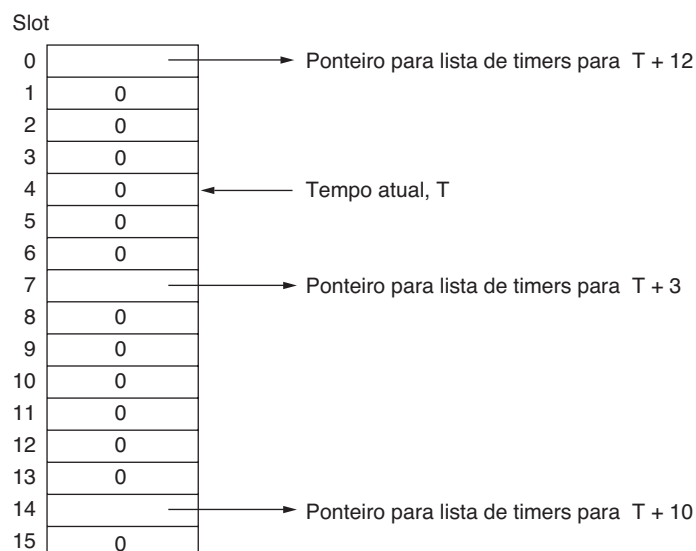 Slot
0 Ponteiro para lista de timers para T + 12
1 0
2 0
3 0
4 0 Tempo atual, T
5 0
6 0
7 Ponteiro para lista de timers para T + 3
8 0
9 0
10 0
11 0
12 0
13 0
14 Ponteiro para lista de timers para T + 10
15 0